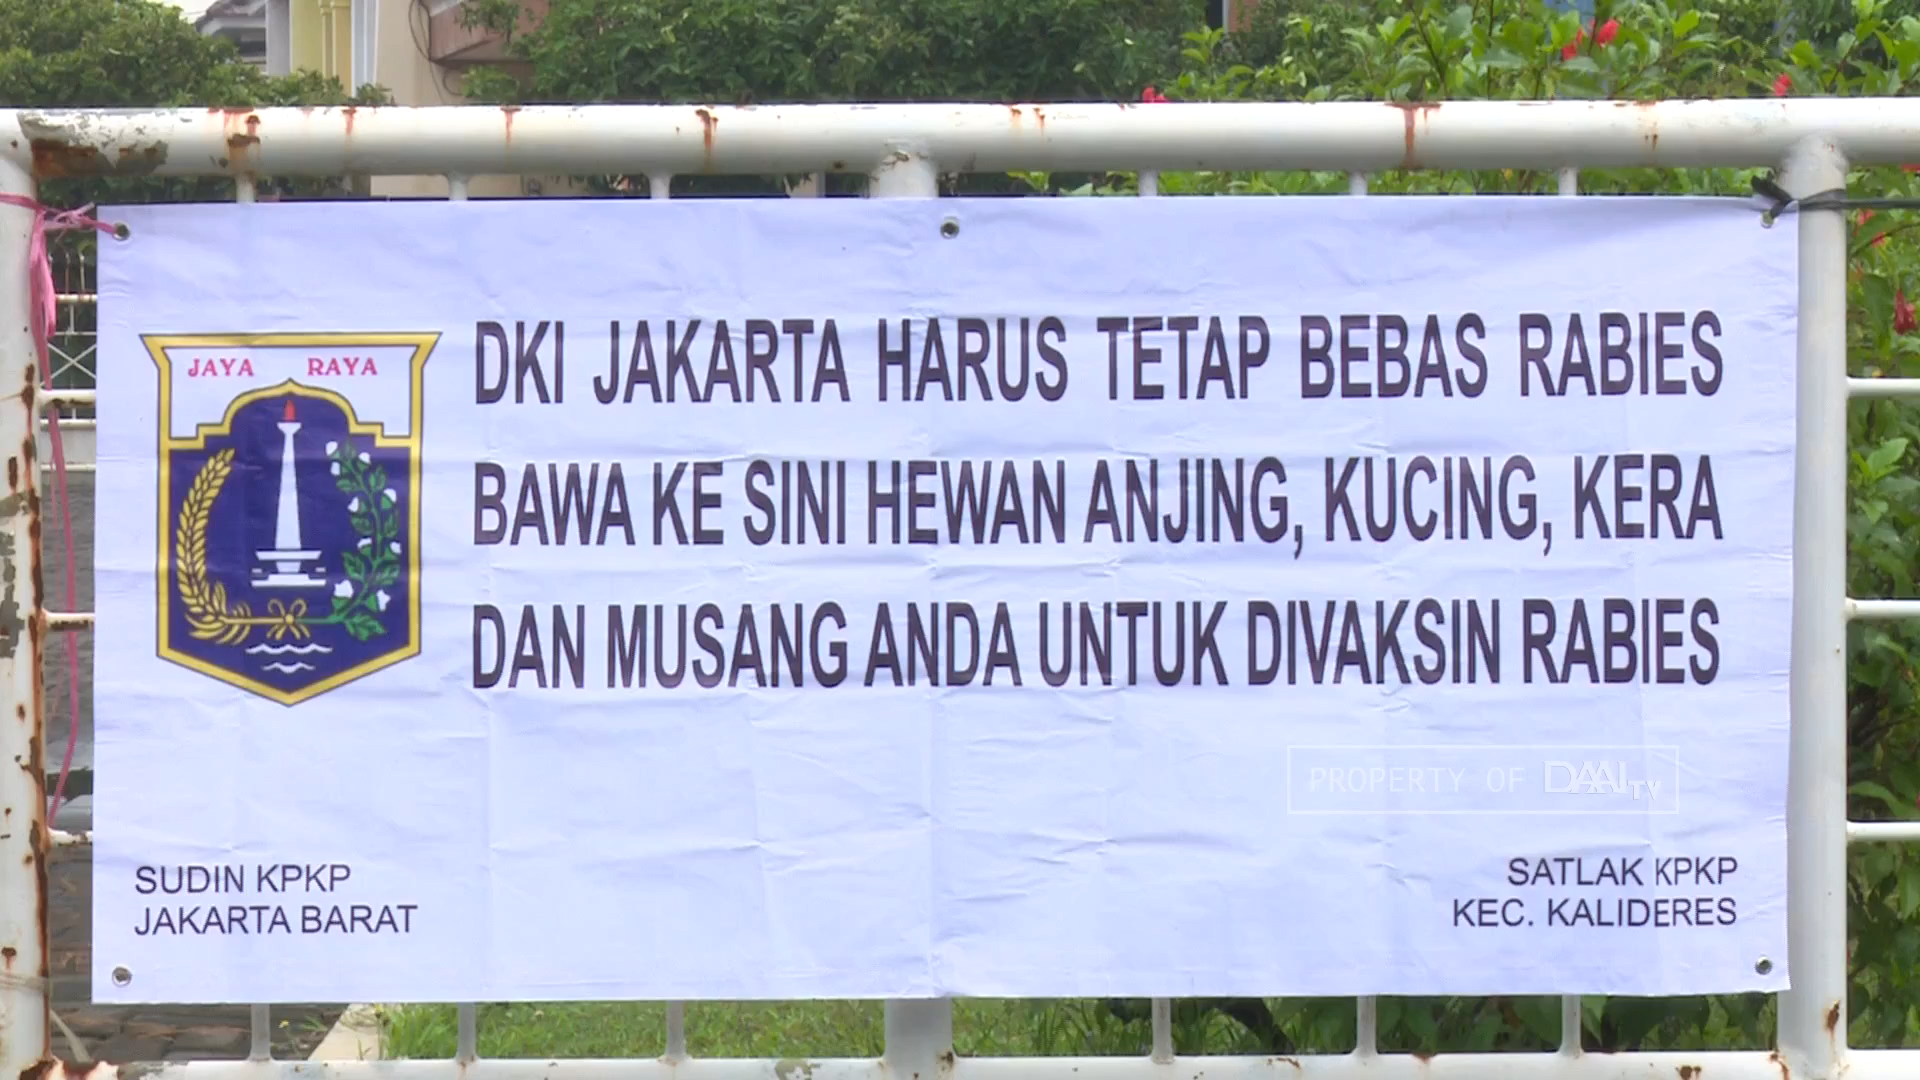 JAYA RAYA
DKI JAKARTA HARUS TETAP BEBAS RABIES
BAWA KE SINI HEWAN ANJING, KUCING, KERA
DAN MUSANG ANDA UNTUK DIVAKSIN RABIES
PROPERTY OF DAAI TV
SUDIN KPKP
JAKARTA BARAT
SATLAK KPKP
KEC. KALIDERES